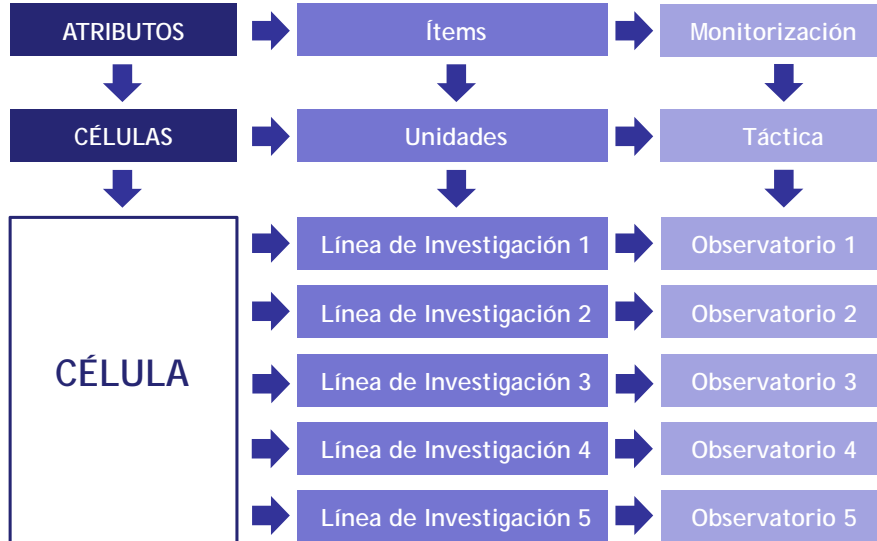 ATRIBUTOS
Ítems
Monitorización
CÉLULAS
Unidades
Táctica
CÉLULA
Línea de Investigación 1
Observatorio 1
Línea de Investigación 2
Observatorio 2
Línea de Investigación 3
Observatorio 3
Línea de Investigación 4
Observatorio 4
Línea de Investigación 5
Observatorio 5